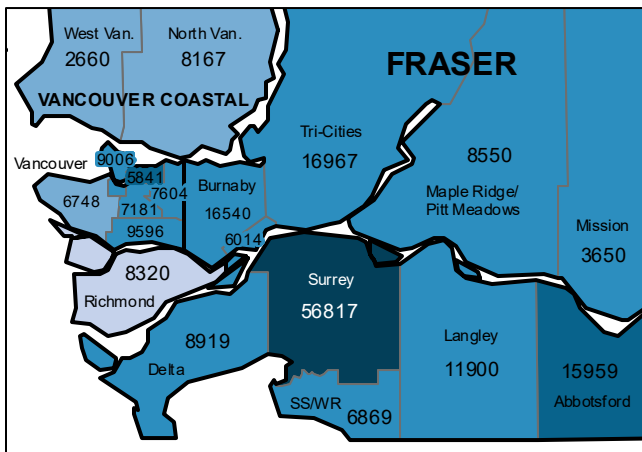 West Van.
2660
North Van.
8167
FRASER
VANCOUVER COASTAL
Tri-Cities
16967
8550
Maple Ridge/
Pitt Meadows
Vancouver
9006
5841
7604
7181
6748
9596
Burnaby
16540
6014
Mission
3650
8320
Richmond
Surrey
56817
8919
Delta
Langley
11900
15959
Abbotsford
SS/WR
6869